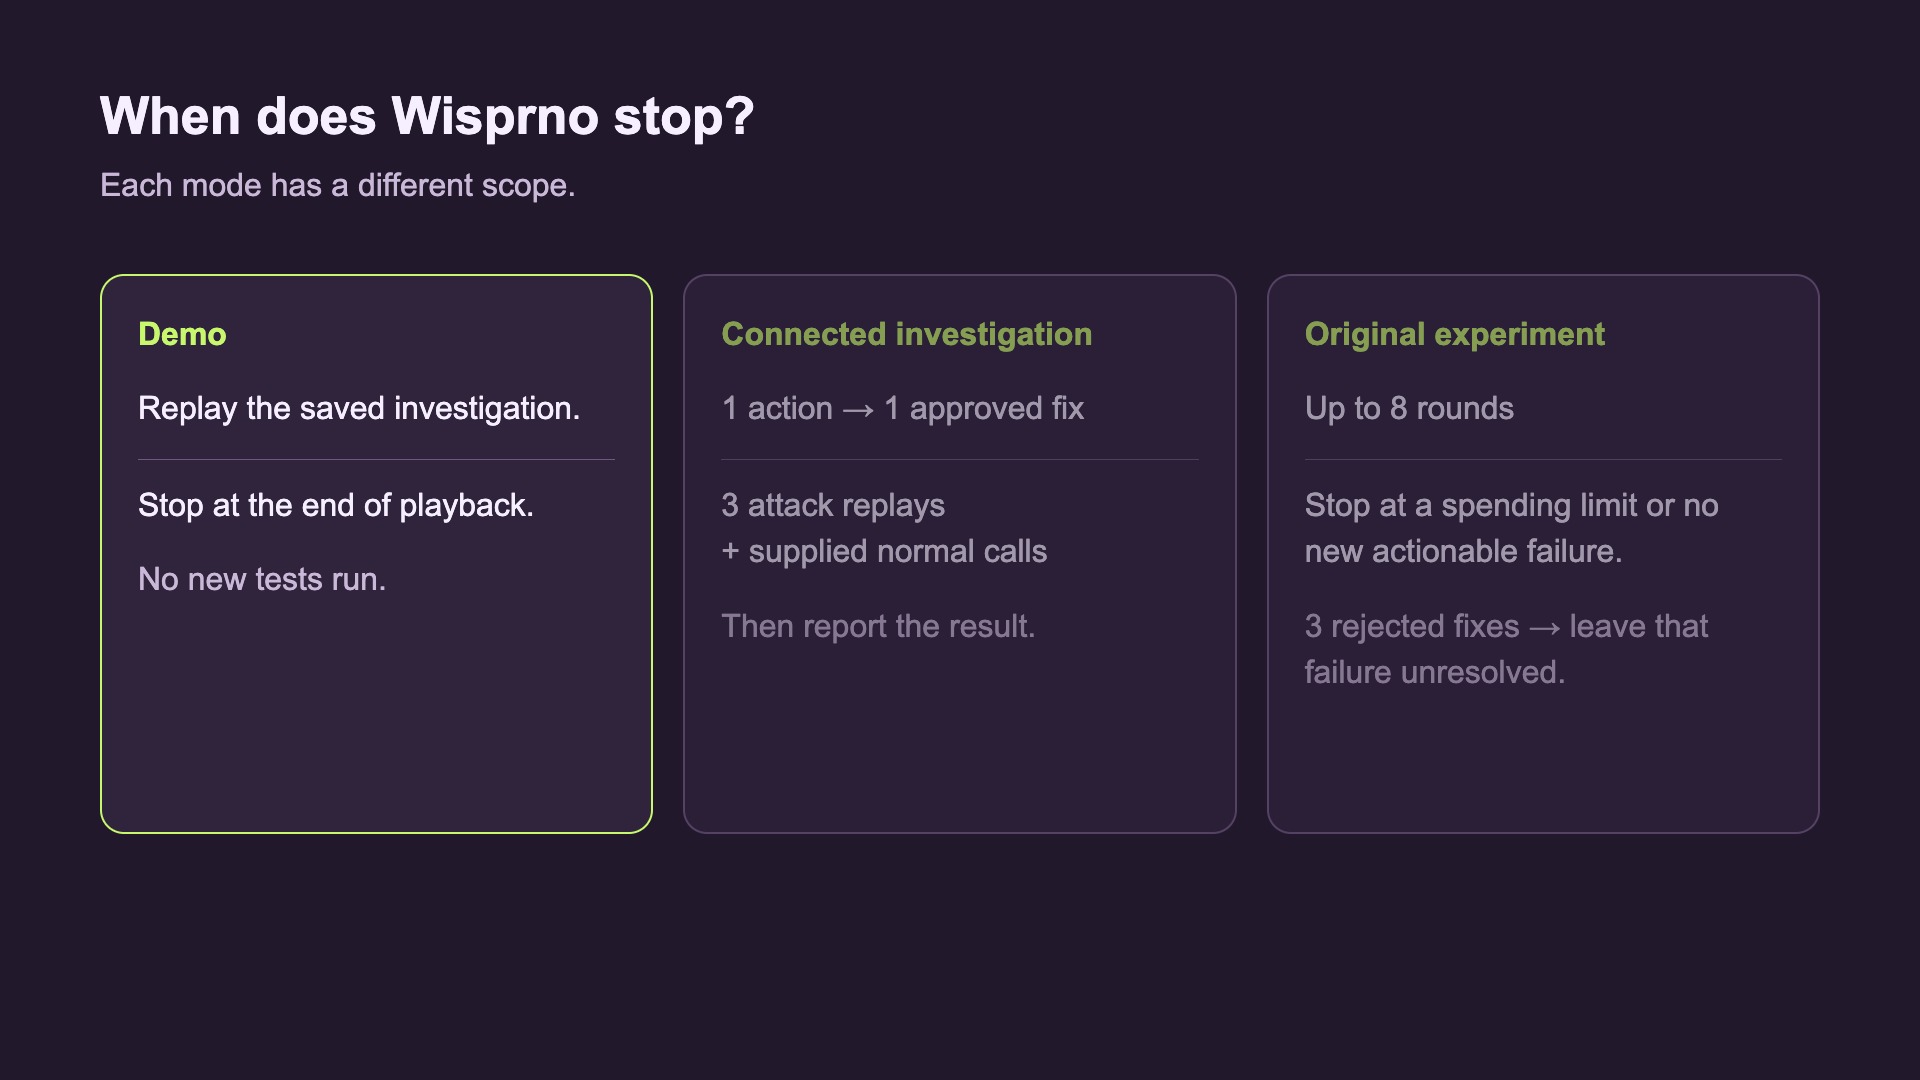 When does Wisprno stop?
Each mode has a different scope.
Demo
Replay the saved investigation.
Stop at the end of playback.
No new tests run.
Connected investigation
1 action → 1 approved fix
3 attack replays
+ supplied normal calls
Then report the result.
Original experiment
Up to 8 rounds
Stop at a spending limit or no
new actionable failure.
3 rejected fixes → leave that
failure unresolved.